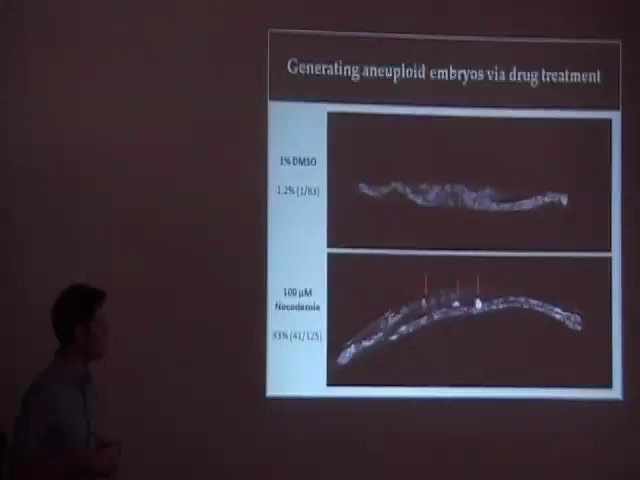 Generating aneuploid embryos via drug treatment
1% DMSO
1.2% (1/83)
100 µM
Nocodazole
33% (41/125)